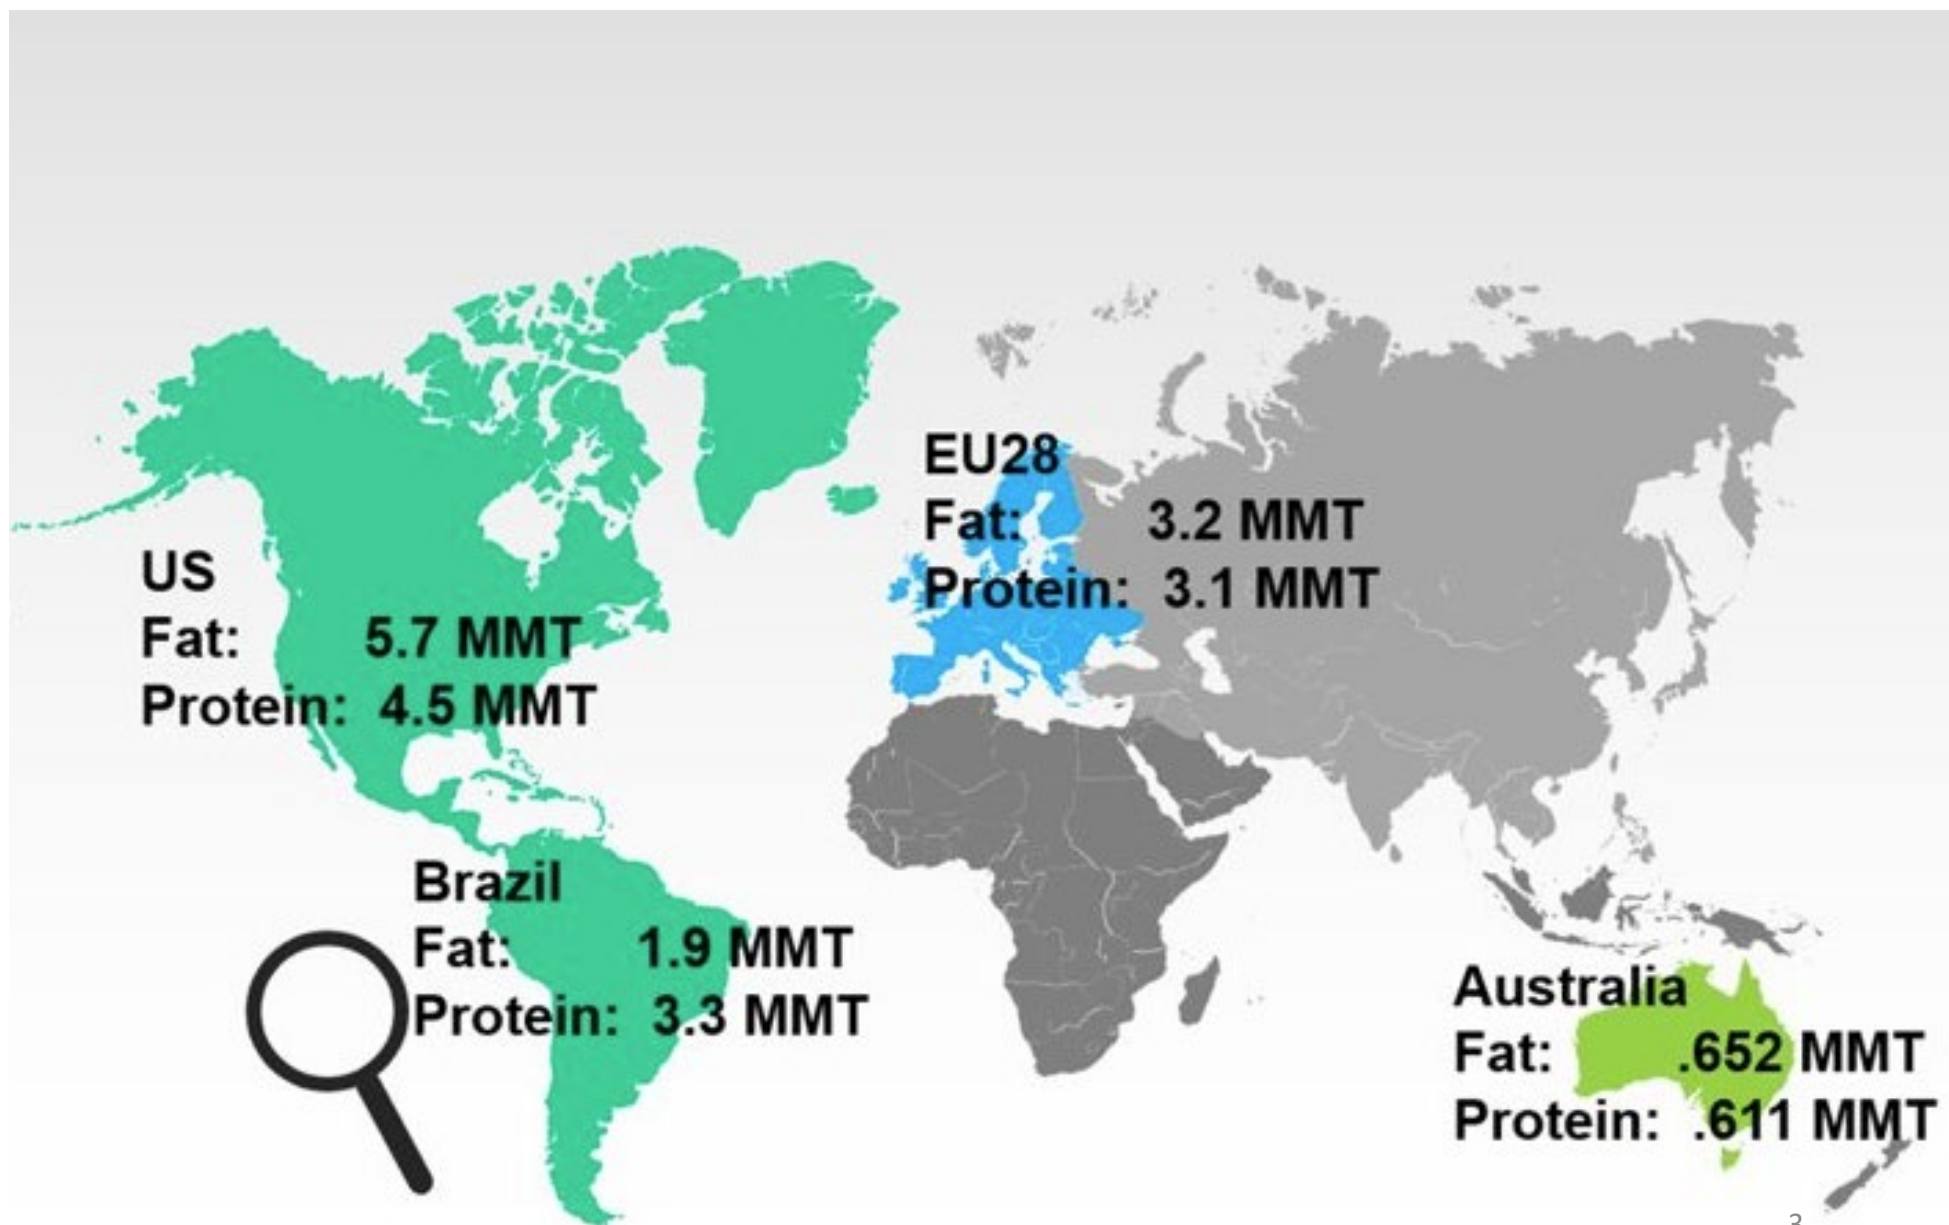 EU28
Fat: 3.2 MMT
Protein: 3.1 MMT
US
Fat: 5.7 MMT
Protein: 4.5 MMT
Brazil
Fat: 1.9 MMT
Protein: 3.3 MMT
Australia
Fat: .652 MMT
Protein: .611 MMT
3